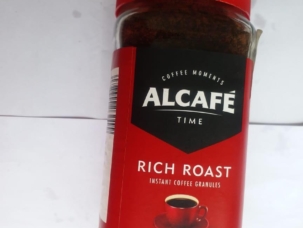 COFFEE MOMENTS
ALCAFÉ
TIME
RICH ROAST
INSTANT COFFEE GRANULES